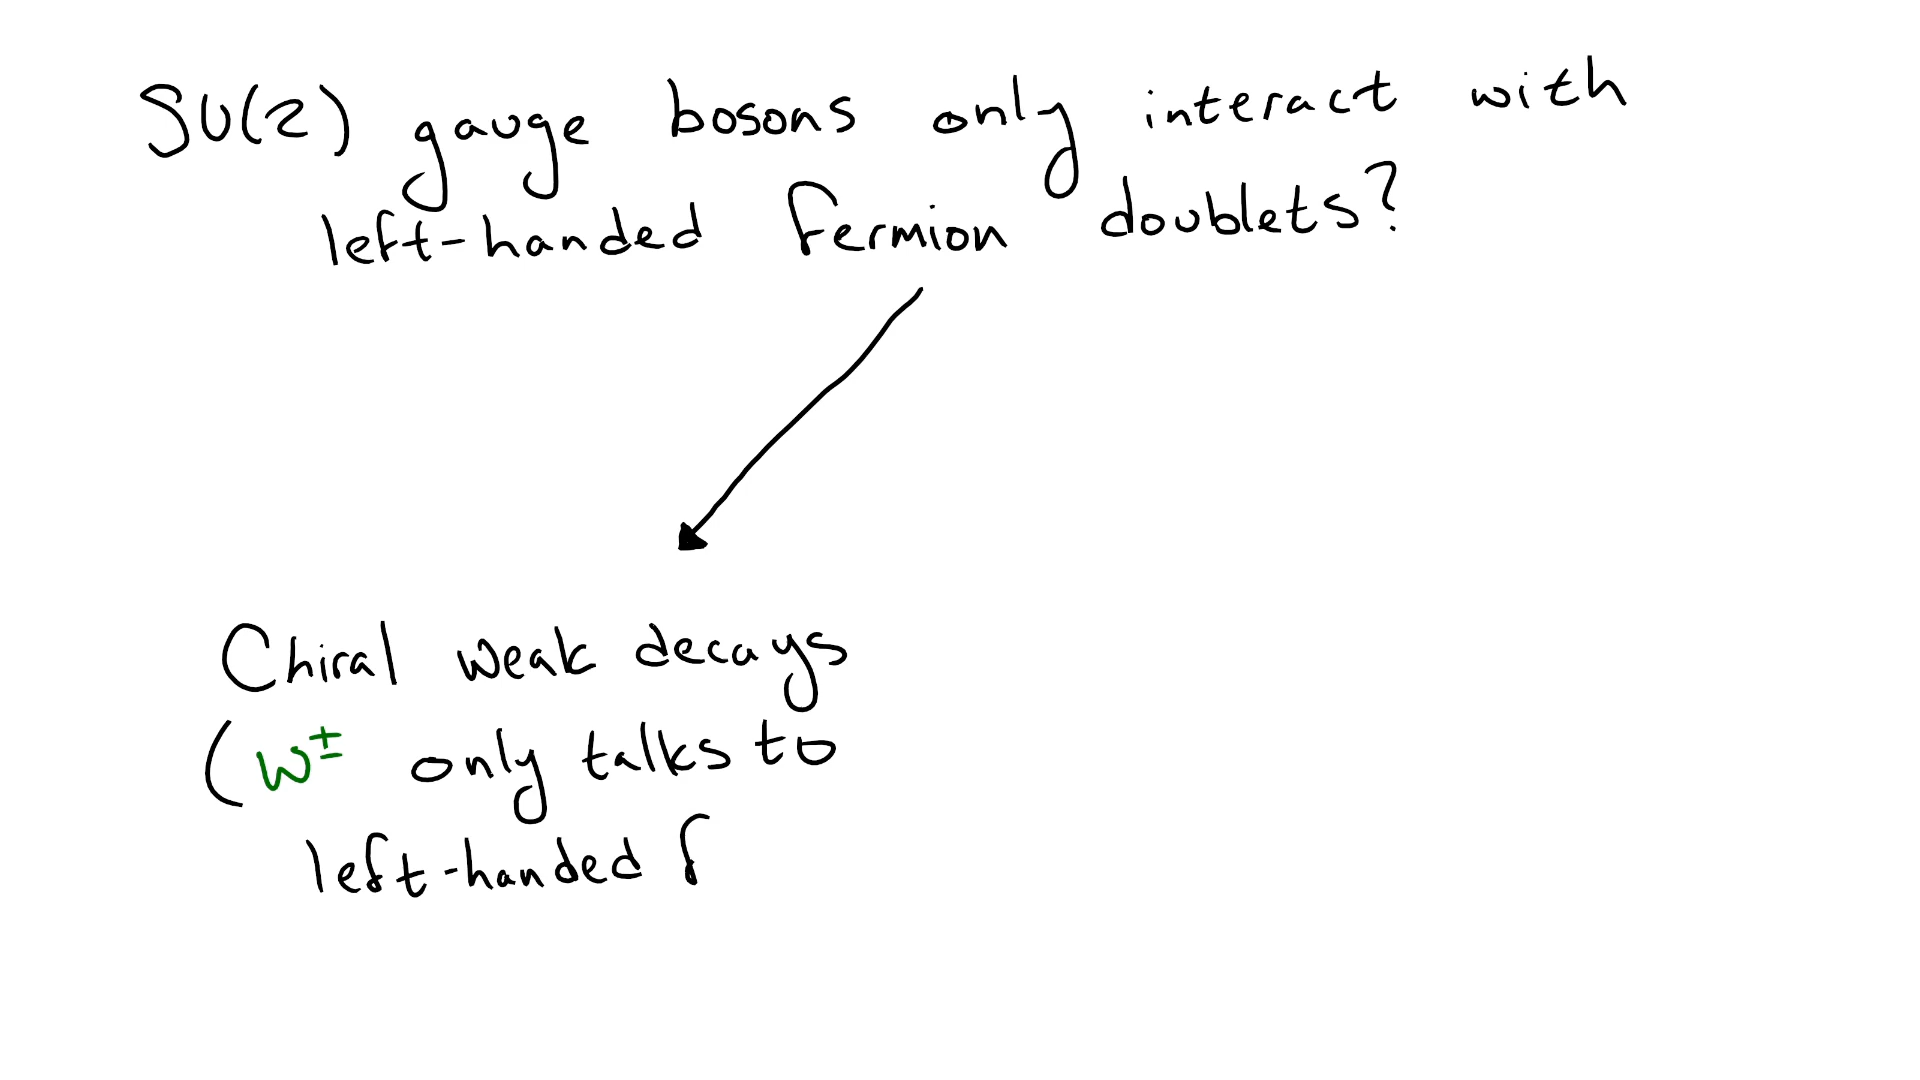 SU(2) gauge bosons only interact with
left-handed fermion doublets?
Chiral weak decays
(W± only talks to
left-handed f